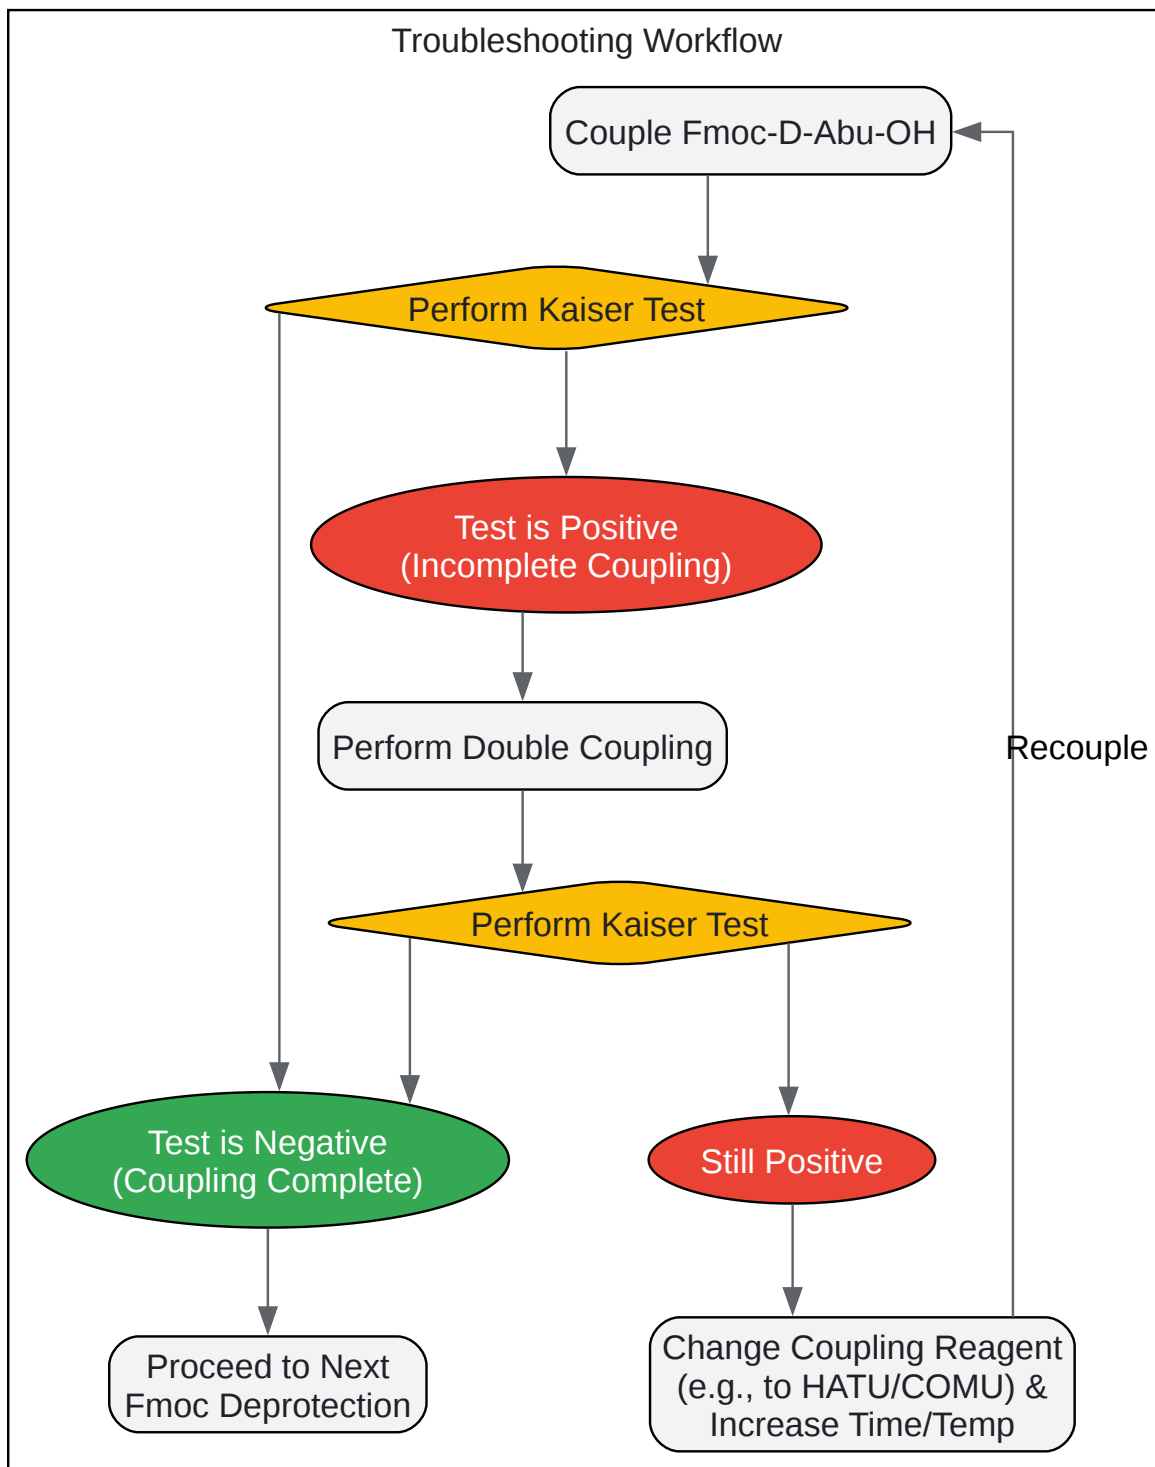 Troubleshooting Workflow
Couple Fmoc-D-Abu-OH
Perform Kaiser Test
Test is Positive
(Incomplete Coupling)
Perform Double Coupling
Recouple
Perform Kaiser Test
Test is Negative
(Coupling Complete)
Still Positive
Proceed to Next
Fmoc Deprotection
Change Coupling Reagent
(e.g., to HATU/COMU) &
Increase Time/Temp